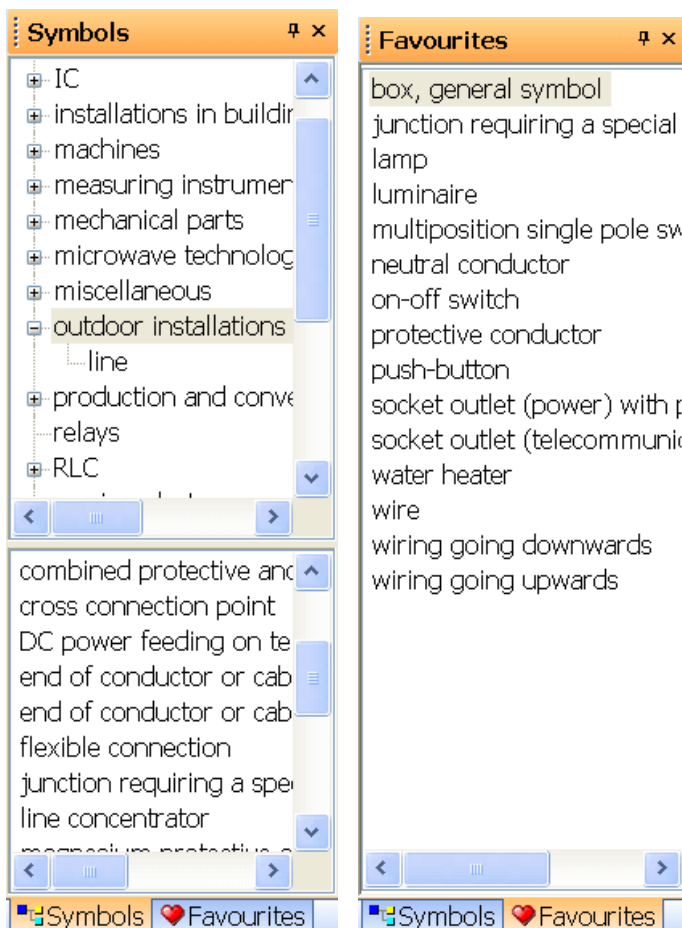 Symbols
IC
installations in buildin
machines
measuring instrumen
mechanical parts
microwave technolog
miscellaneous
outdoor installations
line
production and conve
relays
RLC
combined protective and
cross connection point
DC power feeding on te
end of conductor or cab
end of conductor or cab
flexible connection
junction requiring a spe
line concentrator
Symbols Favourites
Favourites
box, general symbol
junction requiring a special
lamp
luminaire
multiposition single pole sw
neutral conductor
on-off switch
protective conductor
push-button
socket outlet (power) with p
socket outlet (telecommunic
water heater
wire
wiring going downwards
wiring going upwards
Symbols Favourites